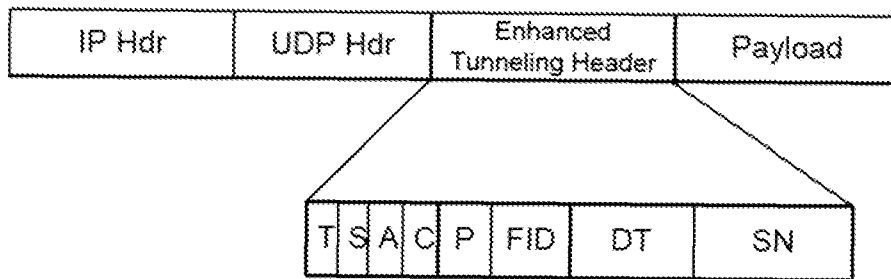 IP Hdr UDP Hdr Enhanced Tunneling Header Payload
T S A C P FID DT SN